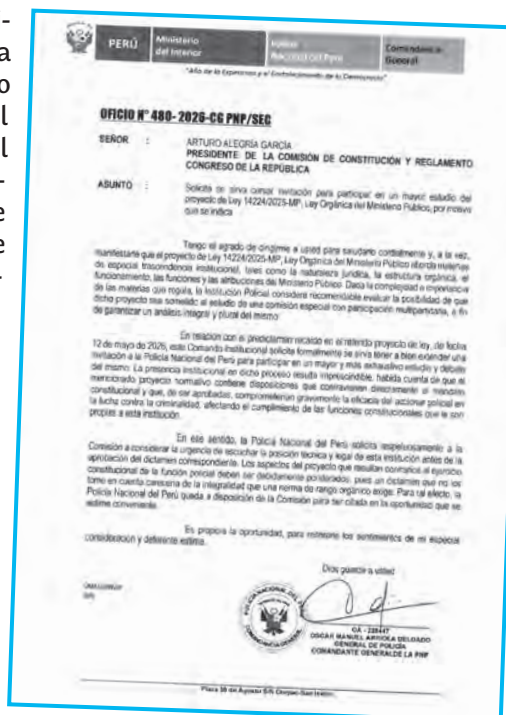 PERÚ
Ministerio
del Interior
Policía
Nacional del Perú
Comandancia
General
"Año de la Esperanza y el Fortalecimiento de la Democracia"
OFICIO N° 480-2026-CG PNP/SEC
SEÑOR : ARTURO ALEGRÍA GARCÍA
PRESIDENTE DE LA COMISIÓN DE CONSTITUCIÓN Y REGLAMENTO
CONGRESO DE LA REPÚBLICA
ASUNTO : Solicita se sirva cursar invitación para participar en un mayor estudio del
proyecto de Ley 14224/2025-MP, Ley Orgánica del Ministerio Público, por motivo
que se indica
Tengo el agrado de dirigirme a usted para saludarlo cordialmente y, a la vez,
manifestarle que el proyecto de Ley 14224/2025-MP, Ley Orgánica del Ministerio Público aborda materias
de especial trascendencia institucional, tales como la naturaleza jurídica, la estructura orgánica, el
funcionamiento, las funciones y las atribuciones del Ministerio Público. Dada la complejidad e importancia
de las materias que regula, la Institución Policial considera recomendable evaluar la posibilidad de que
dicho proyecto sea sometido al estudio de una comisión especial con participación multipartidaria, a fin
de garantizar un análisis integral y plural del mismo.
En relación con el predictamen recaído en el referido proyecto de ley, de fecha
12 de mayo de 2026, este Comando Institucional solicita formalmente se sirva tener a bien extender una
invitación a la Policía Nacional del Perú para participar en un mayor y más exhaustivo estudio y debate
del mismo. La presencia institucional en dicho proceso resulta imprescindible, habida cuenta de que el
mencionado proyecto normativo contiene disposiciones que contravienen directamente el mandato
constitucional y que, de ser aprobadas, comprometerían gravemente la eficacia del accionar policial en
la lucha contra la criminalidad, afectando el cumplimiento de las funciones constitucionales que le son
propias a esta institución.
En ese sentido, la Policía Nacional del Perú solicita respetuosamente a la
Comisión a considerar la urgencia de escuchar la posición técnica y legal de esta institución antes de la
aprobación del dictamen correspondiente. Los aspectos del proyecto que resultan contrarios al ejercicio
constitucional de la función policial deben ser debidamente ponderados, pues un dictamen que no los
tome en cuenta carecería de la integralidad que una norma de rango orgánico exige. Para tal efecto, la
Policía Nacional del Perú queda a disposición de la Comisión para ser citada en la oportunidad que se
estime conveniente.
Es propicia la oportunidad, para reiterarle los sentimientos de mi especial
consideración y deferente estima.
Dios guarde a usted
POLICÍA NACIONAL DEL PERÚ
COMANDANCIA GENERAL
OA - 228447
OSCAR MANUEL ARRIOLA DELGADO
GENERAL DE POLICÍA
COMANDANTE GENERAL DE LA PNP
Plaza 30 de Agosto S/N Corpac-San Isidro